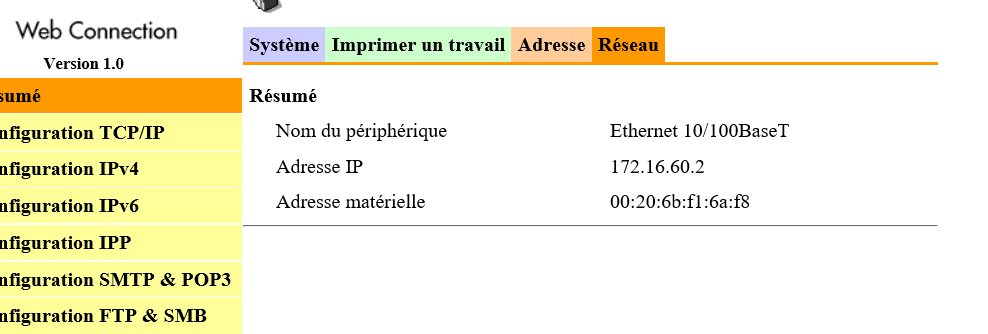 Web Connection
Version 1.0
Système Imprimer un travail Adresse Réseau
sumé
nfiguration TCP/IP
nfiguration IPv4
nfiguration IPv6
nfiguration IPP
nfiguration SMTP & POP3
nfiguration FTP & SMB
Résumé
Nom du périphérique Ethernet 10/100BaseT
Adresse IP 172.16.60.2
Adresse matérielle 00:20:6b:f1:6a:f8